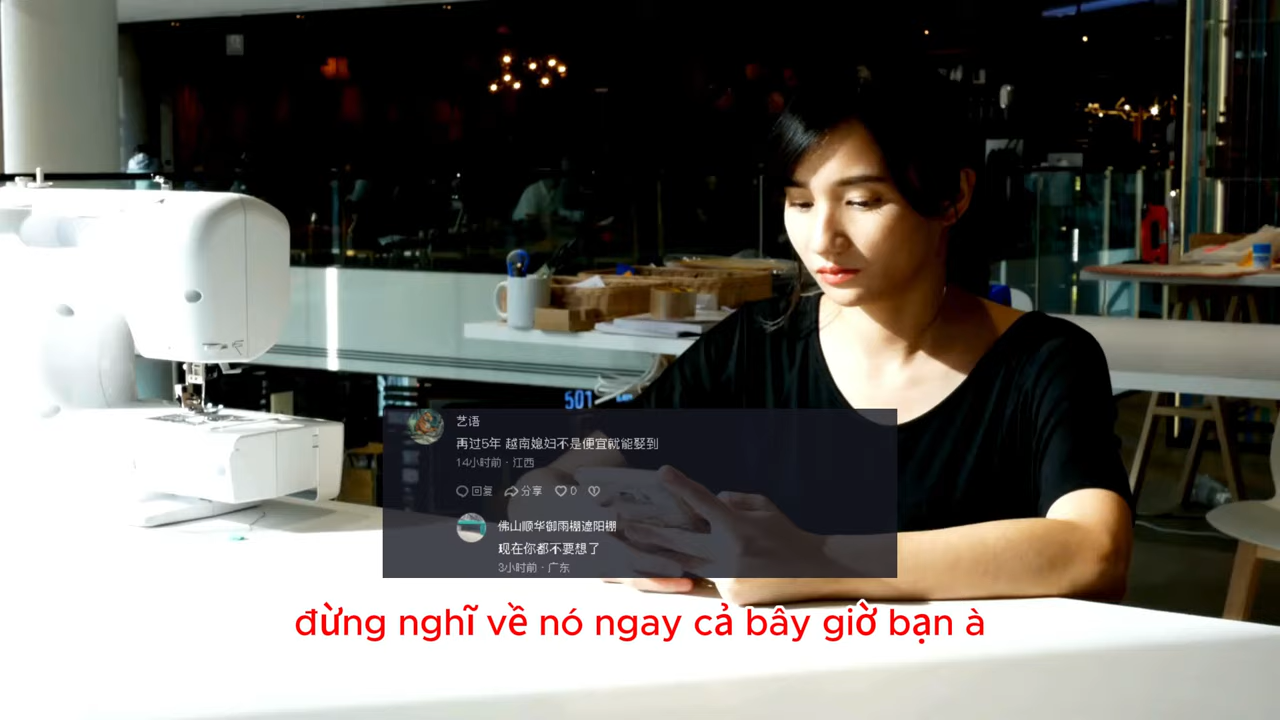 501
艺语
再过5年 越南媳妇不是便宜就能娶到
14小时前 · 江西
回复 分享 0
佛山顺华御雨棚遮阳棚
现在你都不要想了
3小时前 · 广东
đừng nghĩ về nó ngay cả bây giờ bạn à